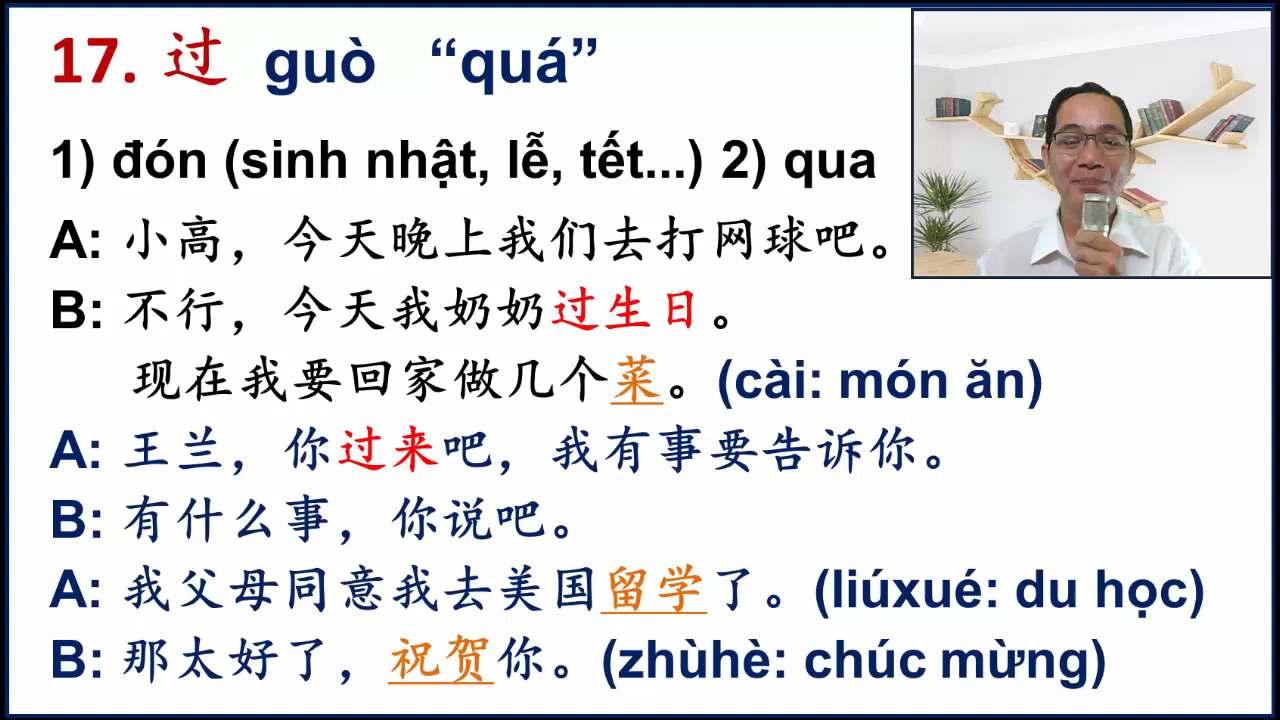 17. 过 guò “quá”
1) đón (sinh nhật, lễ, tết...) 2) qua
A: 小高，今天晚上我们去打网球吧。
B: 不行，今天我奶奶过生日。
现在我要回家做几个菜。(cài: món ăn)
A: 王兰，你过来吧，我有事要告诉你。
B: 有什么事，你说吧。
A: 我父母同意我去美国留学了。(liúxué: du học)
B: 那太好了，祝贺你。(zhùhè: chúc mừng)